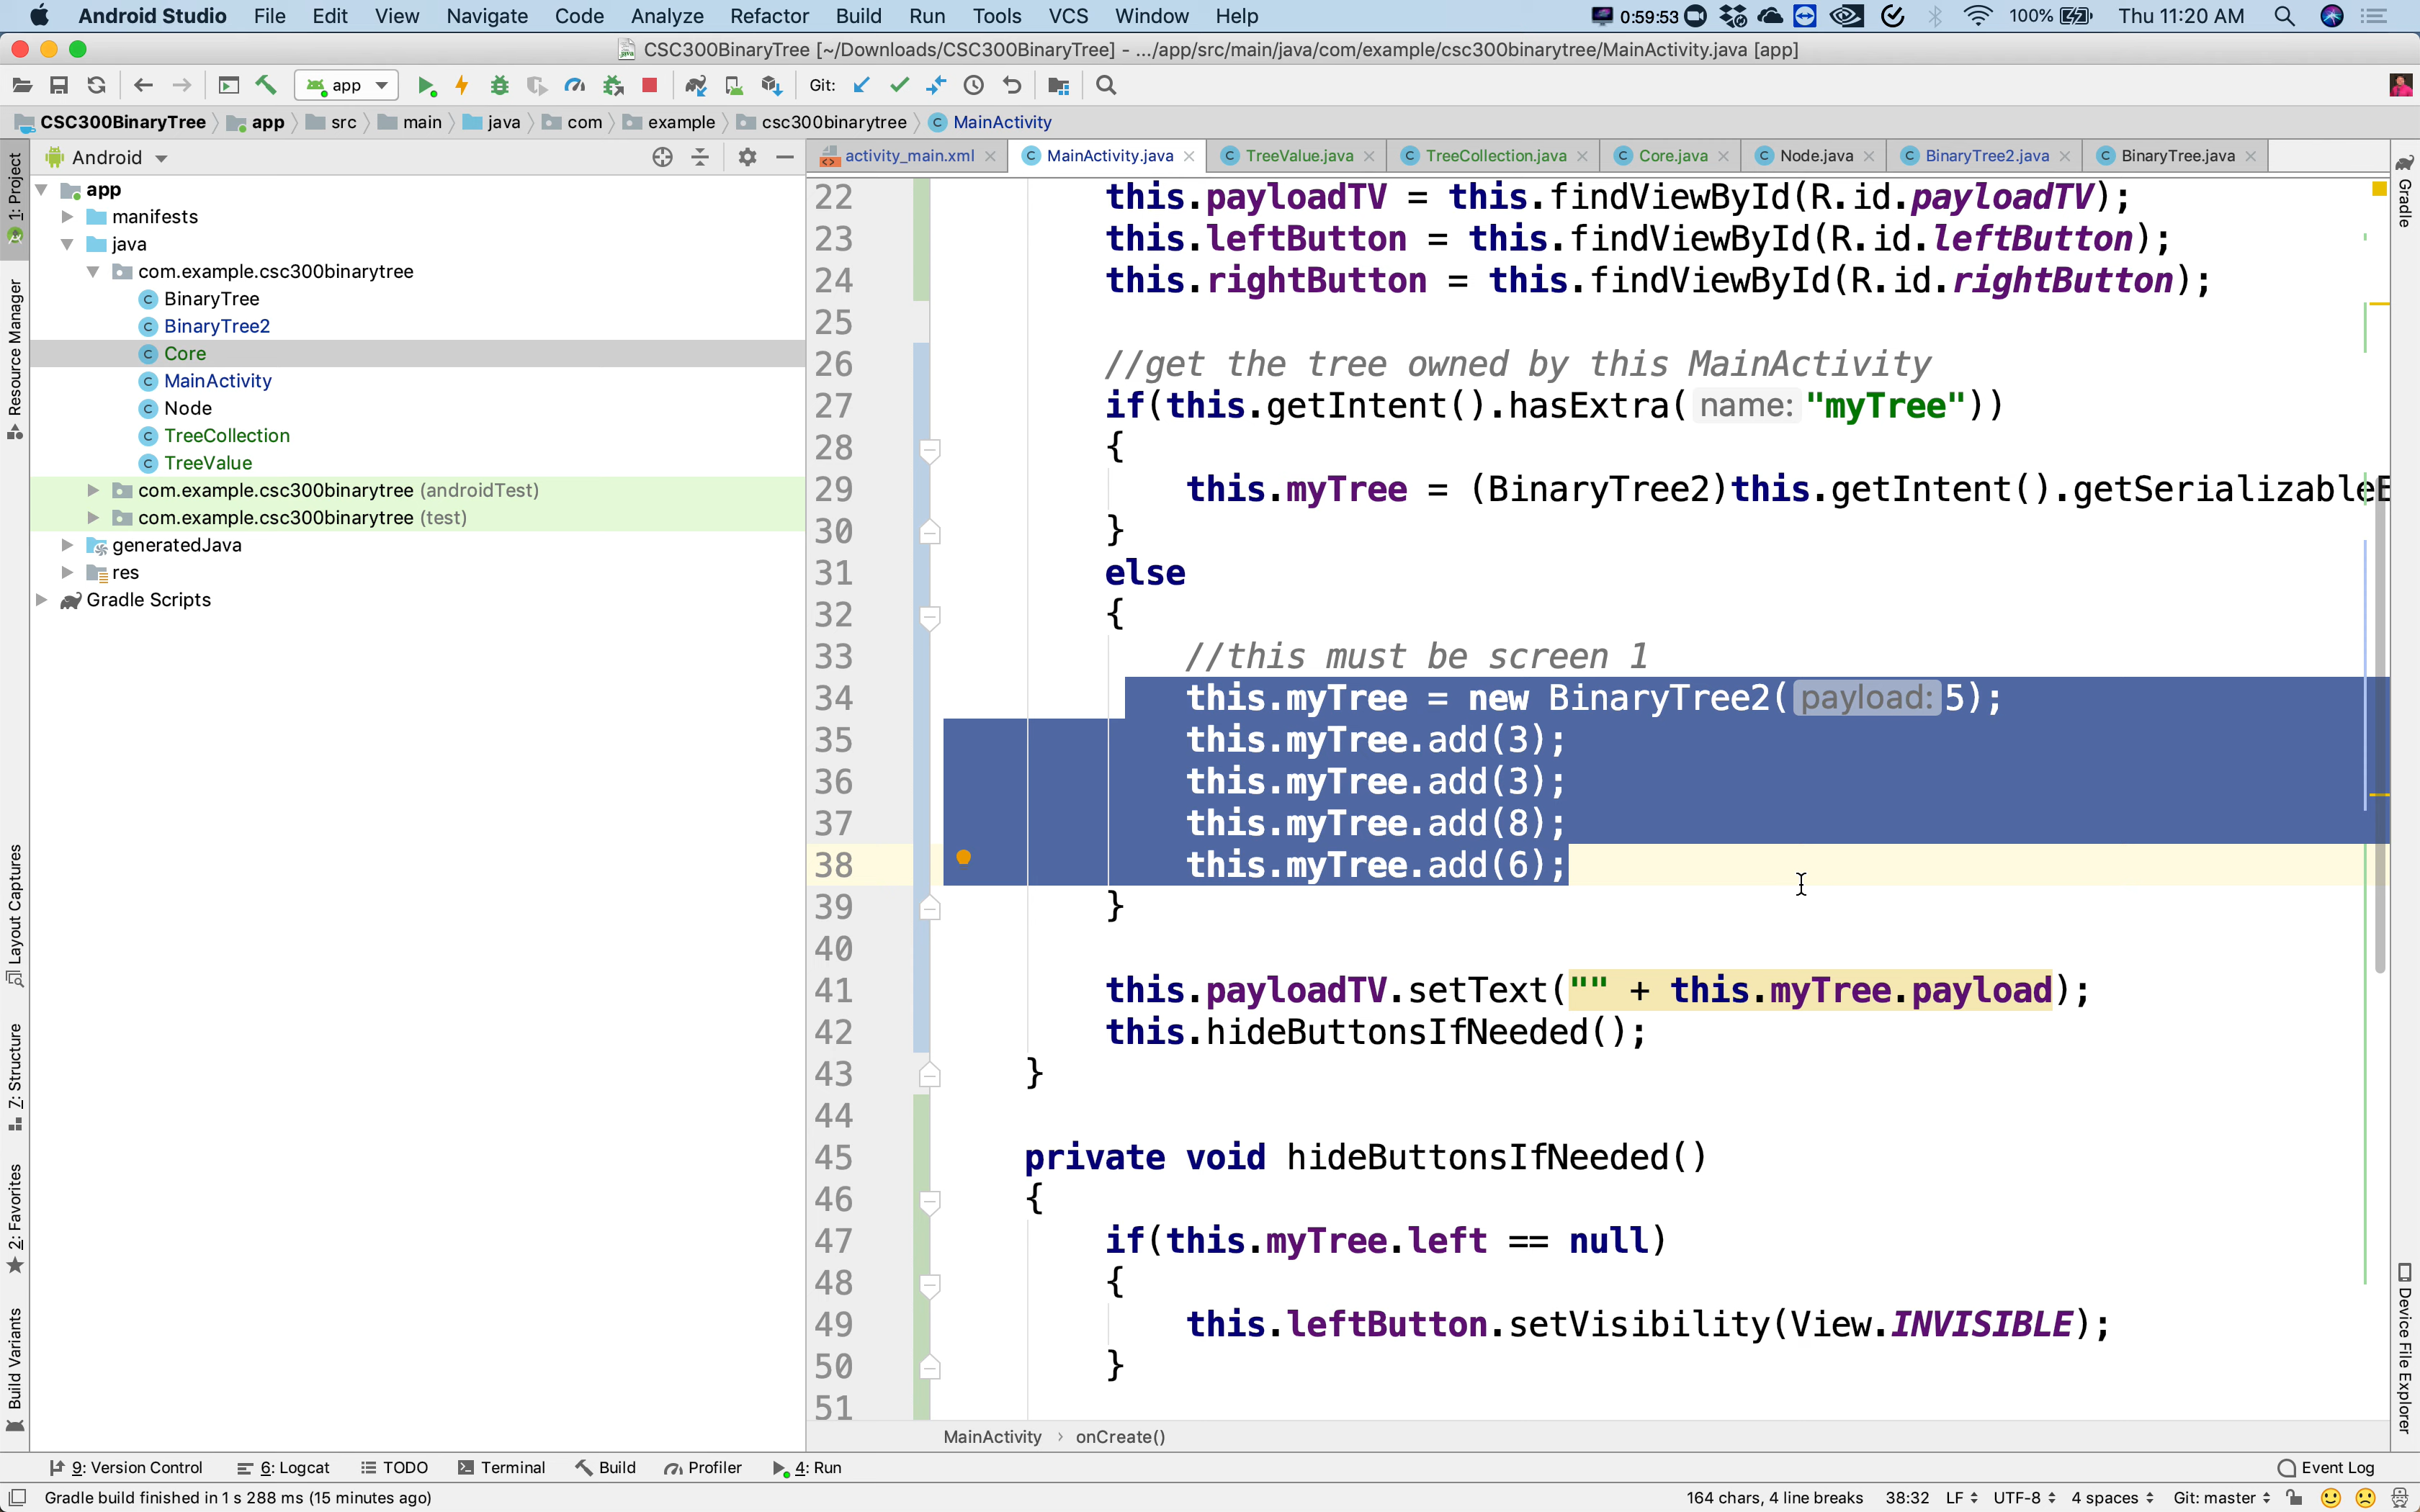 Android Studio File Edit View Navigate Code Analyze Refactor Build Run Tools VCS Window Help 0:59:53 100% Thu 11:20 AM
CSC300BinaryTree [~/Downloads/CSC300BinaryTree] - .../app/src/main/java/com/example/csc300binarytree/MainActivity.java [app]
app Git:
CSC300BinaryTree app src main java com example csc300binarytree MainActivity
Android
activity_main.xml MainActivity.java TreeValue.java TreeCollection.java Core.java Node.java BinaryTree2.java BinaryTree.java
1: Project
Resource Manager
Layout Captures
7: Structure
2: Favorites
Build Variants
app
manifests
java
com.example.csc300binarytree
BinaryTree
BinaryTree2
Core
MainActivity
Node
TreeCollection
TreeValue
com.example.csc300binarytree (androidTest)
com.example.csc300binarytree (test)
generatedJava
res
Gradle Scripts
22 this.payloadTV = this.findViewById(R.id.payloadTV);
23 this.leftButton = this.findViewById(R.id.leftButton);
24 this.rightButton = this.findViewById(R.id.rightButton);
25
26 //get the tree owned by this MainActivity
27 if(this.getIntent().hasExtra( name: "myTree"))
28 {
29 this.myTree = (BinaryTree2)this.getIntent().getSerializableE
30 }
31 else
32 {
33 //this must be screen 1
34 this.myTree = new BinaryTree2( payload: 5);
35 this.myTree.add(3);
36 this.myTree.add(3);
37 this.myTree.add(8);
38 this.myTree.add(6);
39 }
40
41 this.payloadTV.setText("" + this.myTree.payload);
42 this.hideButtonsIfNeeded();
43 }
44
45 private void hideButtonsIfNeeded()
46 {
47 if(this.myTree.left == null)
48 {
49 this.leftButton.setVisibility(View.INVISIBLE);
50 }
51
MainActivity › onCreate()
Gradle
Device File Explorer
9: Version Control 6: Logcat TODO Terminal Build Profiler 4: Run Event Log
Gradle build finished in 1 s 288 ms (15 minutes ago) 164 chars, 4 line breaks 38:32 LF UTF-8 4 spaces Git: master